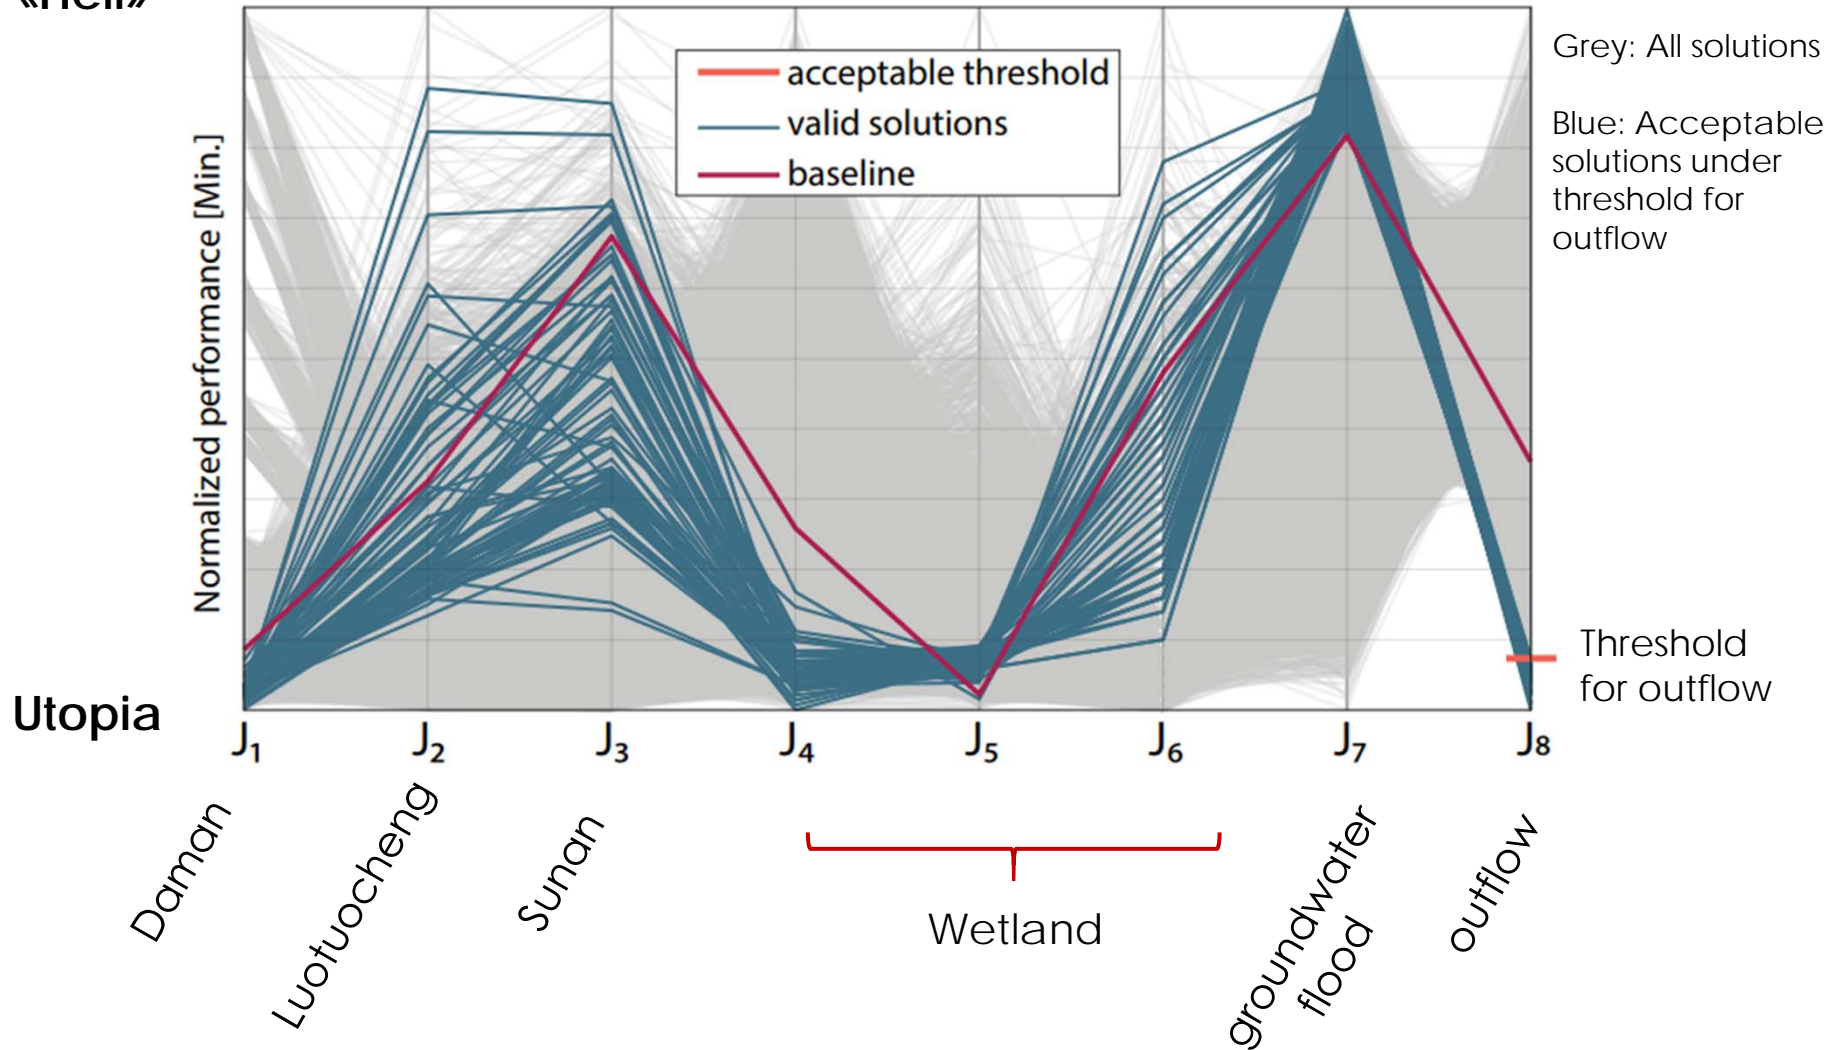 acceptable threshold
valid solutions
baseline
Grey: All solutions
Blue: Acceptable
solutions under
threshold for
outflow
Normalized performance [Min.]
Threshold
for outflow
Utopia
J1 J2 J3 J4 J5 J6 J7 J8
Daman
Luotuocheng
Sunan
Wetland
groundwater
flood
outflow